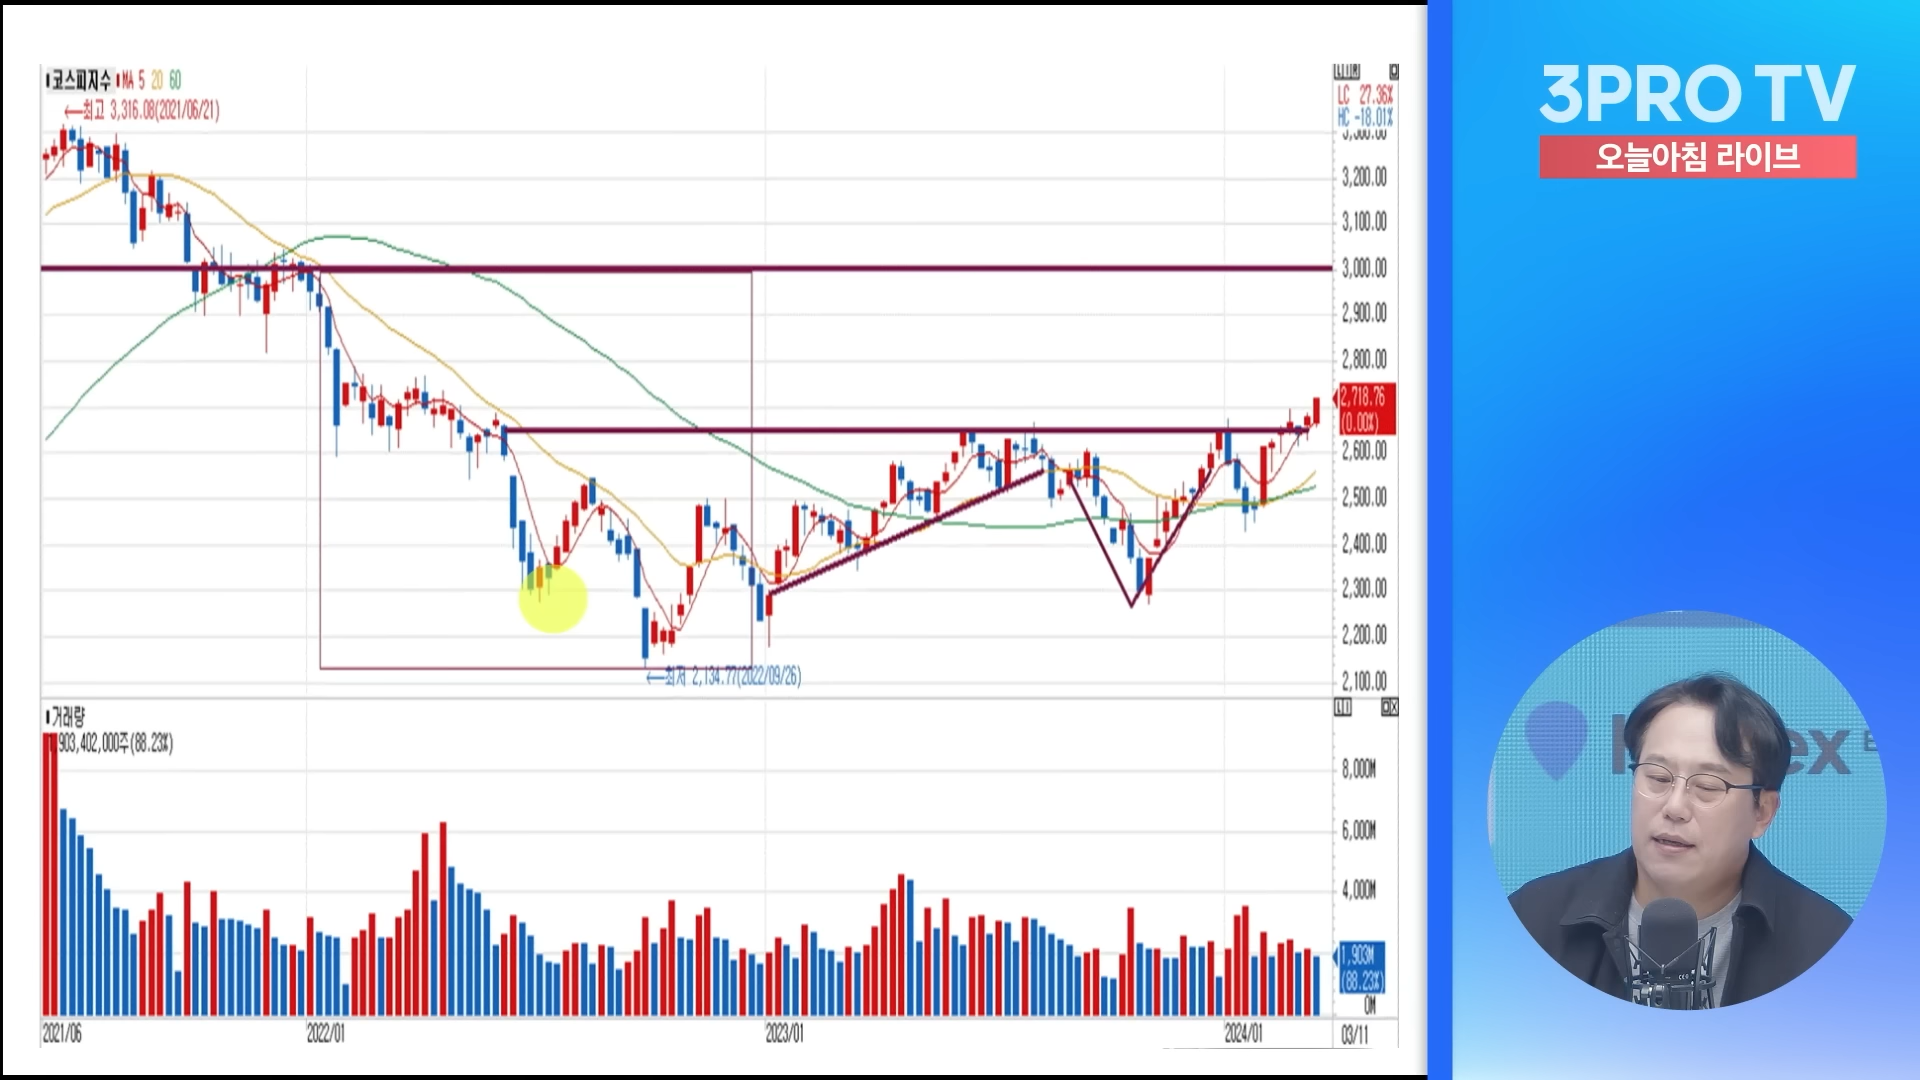 코스피지수 MA 5 20 60
←최고 3,316.08(2021/06/21)
LC 27.36%
HC -18.01%
3,300.00
3,200.00
3,100.00
3,000.00
2,900.00
2,800.00
2,718.76
(0.00%)
2,600.00
2,500.00
2,400.00
2,300.00
2,200.00
2,100.00
←최저 2,134.77(2022/09/26)
거래량
1,903,402,000주(88.23%)
8,000M
6,000M
4,000M
1,903M
(88.23%)
0M
2021/06
2022/01
2023/01
2024/01
03/11
3PRO TV
오늘아침 라이브
ex